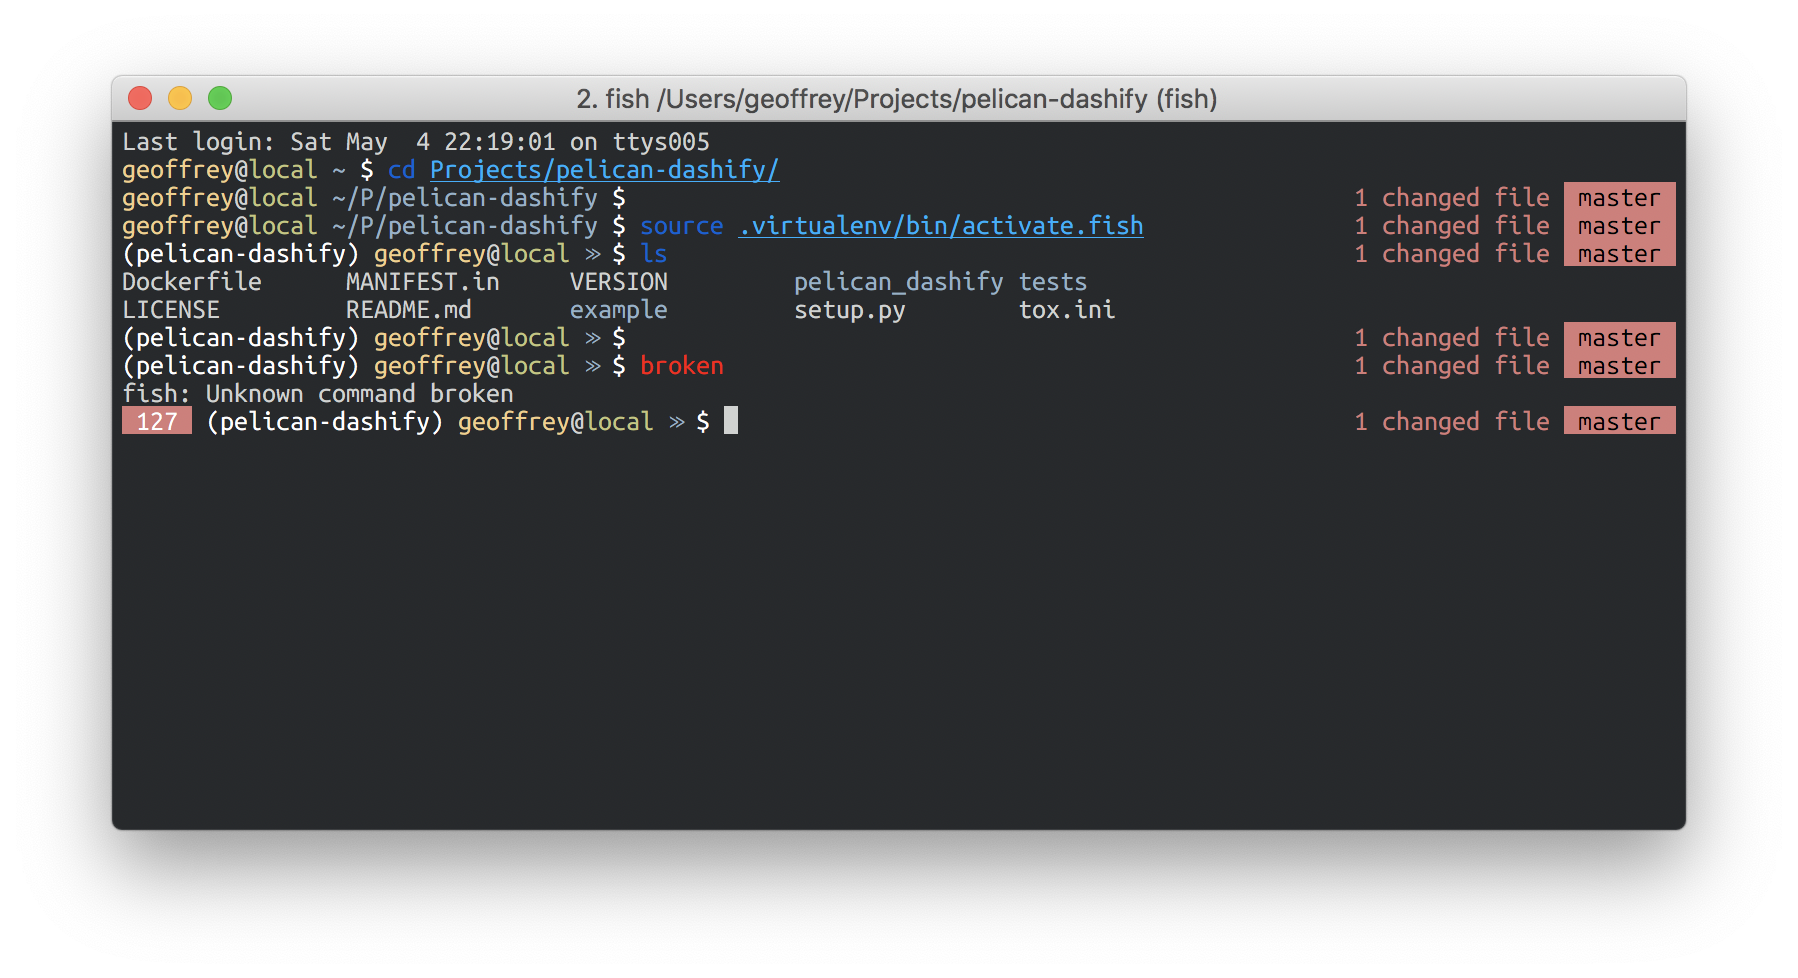 2. fish /Users/geoffrey/Projects/pelican-dashify (fish)
Last login: Sat May  4 22:19:01 on ttys005
geoffrey@local ~ $ cd Projects/pelican-dashify/
geoffrey@local ~/P/pelican-dashify $ 1 changed file master
geoffrey@local ~/P/pelican-dashify $ source .virtualenv/bin/activate.fish 1 changed file master
(pelican-dashify) geoffrey@local » $ ls 1 changed file master
Dockerfile MANIFEST.in VERSION pelican_dashify tests
LICENSE README.md example setup.py tox.ini
(pelican-dashify) geoffrey@local » $ 1 changed file master
(pelican-dashify) geoffrey@local » $ broken 1 changed file master
fish: Unknown command broken
127 (pelican-dashify) geoffrey@local » $ 1 changed file master